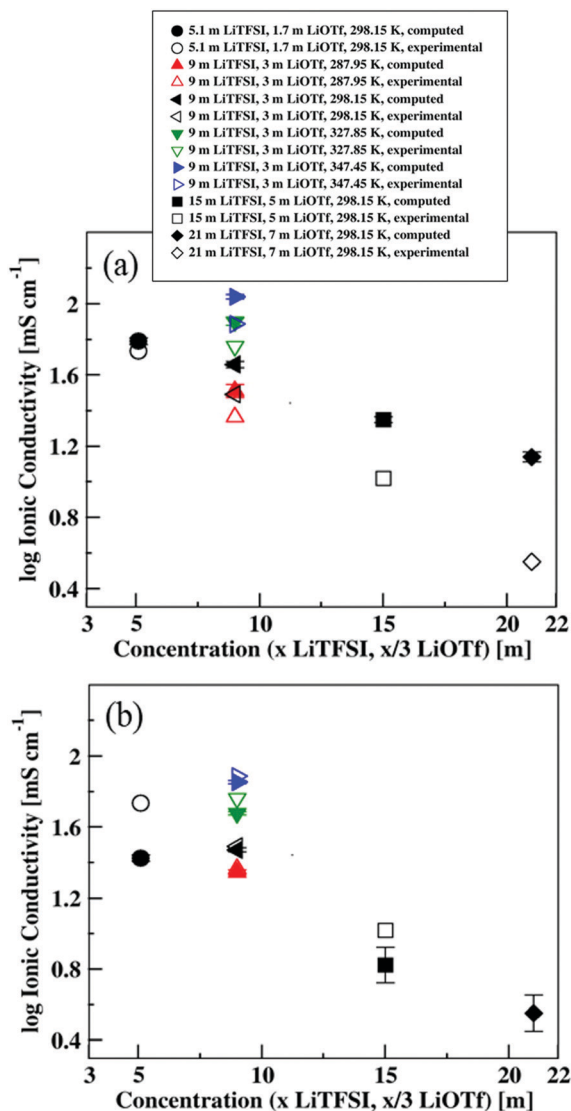 5.1 m LiTFSI, 1.7 m LiOTf, 298.15 K, computed
5.1 m LiTFSI, 1.7 m LiOTf, 298.15 K, experimental
9 m LiTFSI, 3 m LiOTf, 287.95 K, computed
9 m LiTFSI, 3 m LiOTf, 287.95 K, experimental
9 m LiTFSI, 3 m LiOTf, 298.15 K, computed
9 m LiTFSI, 3 m LiOTf, 298.15 K, experimental
9 m LiTFSI, 3 m LiOTf, 327.85 K, computed
9 m LiTFSI, 3 m LiOTf, 327.85 K, experimental
9 m LiTFSI, 3 m LiOTf, 347.45 K, computed
9 m LiTFSI, 3 m LiOTf, 347.45 K, experimental
15 m LiTFSI, 5 m LiOTf, 298.15 K, computed
15 m LiTFSI, 5 m LiOTf, 298.15 K, experimental
21 m LiTFSI, 7 m LiOTf, 298.15 K, computed
21 m LiTFSI, 7 m LiOTf, 298.15 K, experimental
(a)
log Ionic Conductivity [mS cm⁻¹]
2
1.6
1.2
0.8
0.4
3 5 10 15 20 22
Concentration (x LiTFSI, x/3 LiOTf) [m]
(b)
log Ionic Conductivity [mS cm⁻¹]
2
1.6
1.2
0.8
0.4
3 5 10 15 20 22
Concentration (x LiTFSI, x/3 LiOTf) [m]